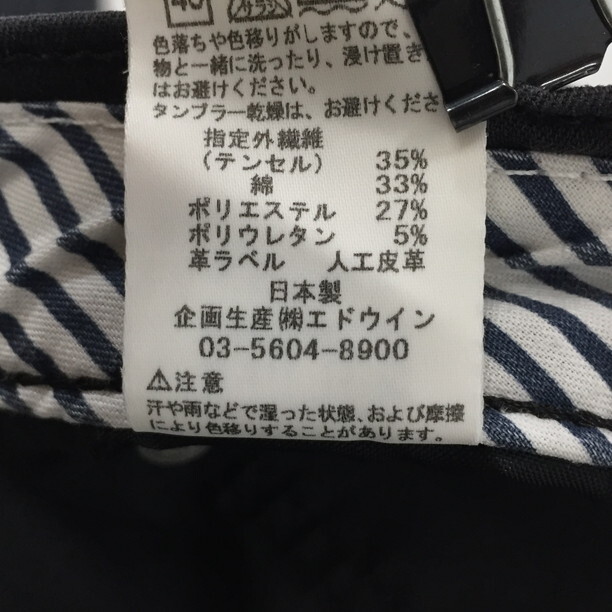 40
サラシ
色落ちや色移りがしますので、
物と一緒に洗ったり、浸け置き
はお避けください。
タンブラー乾燥は、お避けくださ
指定外繊維
(テンセル) 35%
綿 33%
ポリエステル 27%
ポリウレタン 5%
革ラベル 人工皮革
日本製
企画生産㈱エドウイン
03-5604-8900
⚠注意
汗や雨などで湿った状態、および摩擦
により色移りすることがあります。